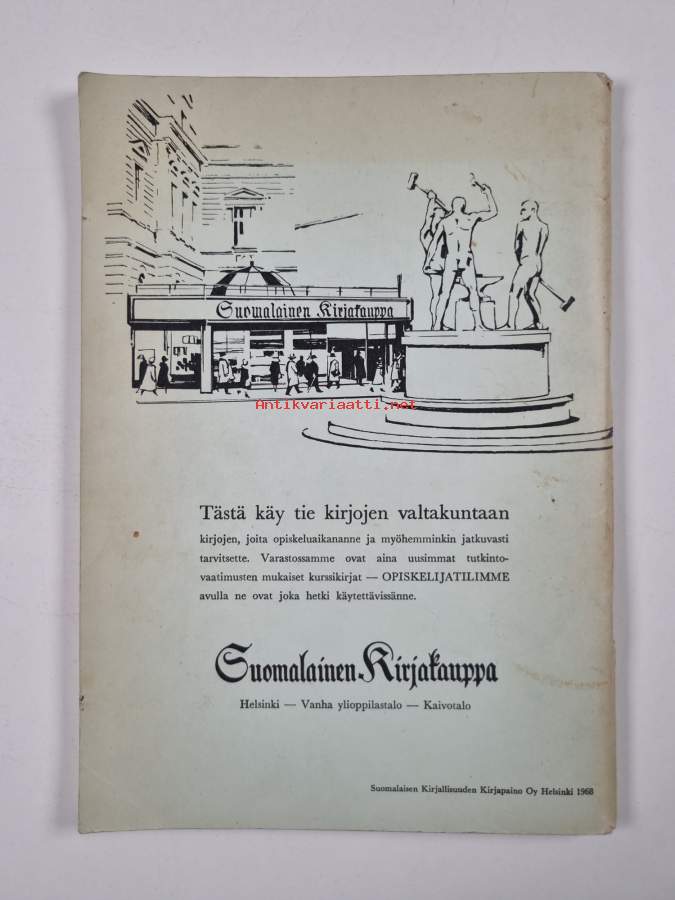 Suomalainen Kirjakauppa
Antikvariaatti.net
Tästä käy tie kirjojen valtakuntaan
kirjojen, joita opiskeluaikananne ja myöhemminkin jatkuvasti
tarvitsette. Varastossamme ovat aina uusimmat tutkinto-
vaatimusten mukaiset kurssikirjat — OPISKELIJATILIMME
avulla ne ovat joka hetki käytettävissänne.
Suomalainen Kirjakauppa
Helsinki — Vanha ylioppilastalo — Kaivotalo
Suomalaisen Kirjallisuuden Kirjapaino Oy Helsinki 1968